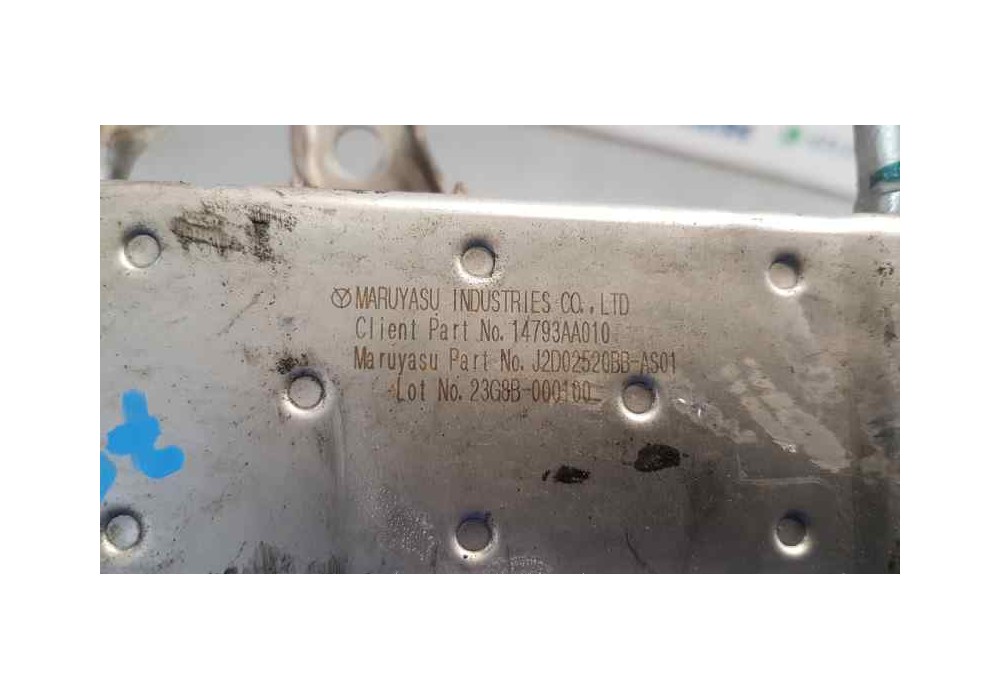 MARUYASU INDUSTRIES CO.,LTD
Client Part No. 14793AA010
Maruyasu Part No. J2D02520BB-AS01
Lot No. 23G8B-000100